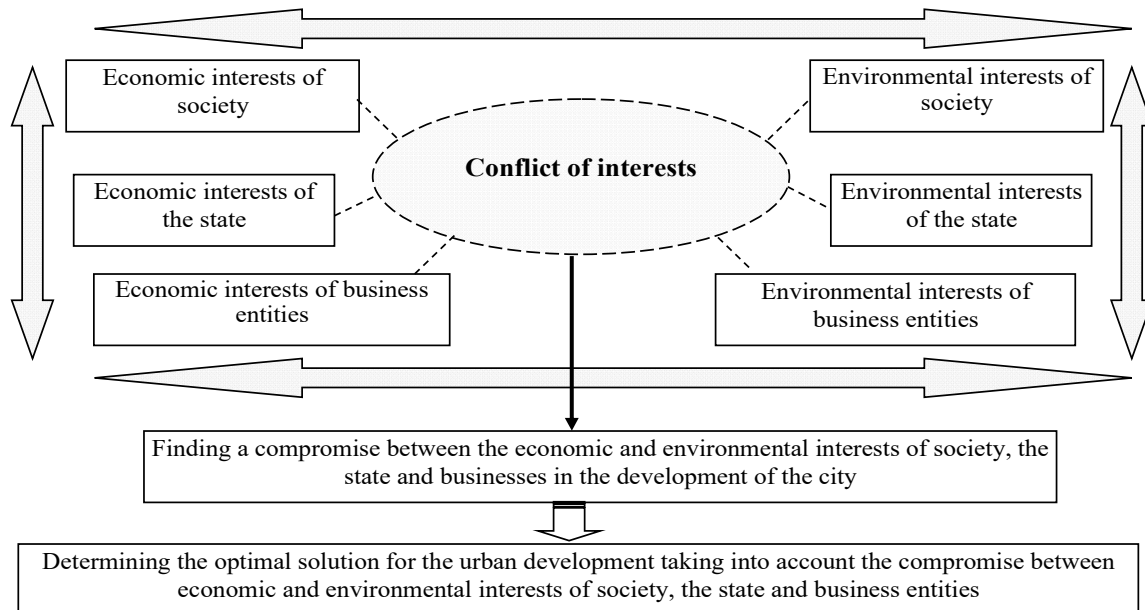 Economic interests of
society
Environmental interests of
society
Conflict of interests
Economic interests of
the state
Environmental interests
of the state
Economic interests of business
entities
Environmental interests of
business entities
Finding a compromise between the economic and environmental interests of society, the
state and businesses in the development of the city
Determining the optimal solution for the urban development taking into account the compromise between
economic and environmental interests of society, the state and business entities